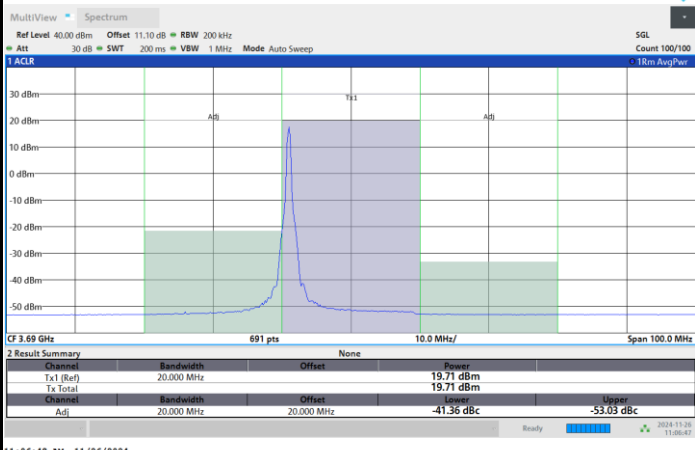 MultiView Spectrum
Ref Level 40.00 dBm Offset 11.10 dB RBW 200 kHz SGL
Att 30 dB SWT 200 ms VBW 1 MHz Mode Auto Sweep Count 100/100
1 ACLR 1Rm AvgPwr
30 dBm
Tx1
20 dBm
Adj Adj
10 dBm
0 dBm
-10 dBm
-20 dBm
-30 dBm
-40 dBm
-50 dBm
CF 3.69 GHz 691 pts 10.0 MHz/ Span 100.0 MHz
2 Result Summary None
Channel Bandwidth Offset Power
Tx1 (Ref) 20.000 MHz 19.71 dBm
Tx Total 19.71 dBm
Channel Bandwidth Offset Lower Upper
Adj 20.000 MHz 20.000 MHz -41.36 dBc -53.03 dBc
Ready 2024-11-26
11:06:47